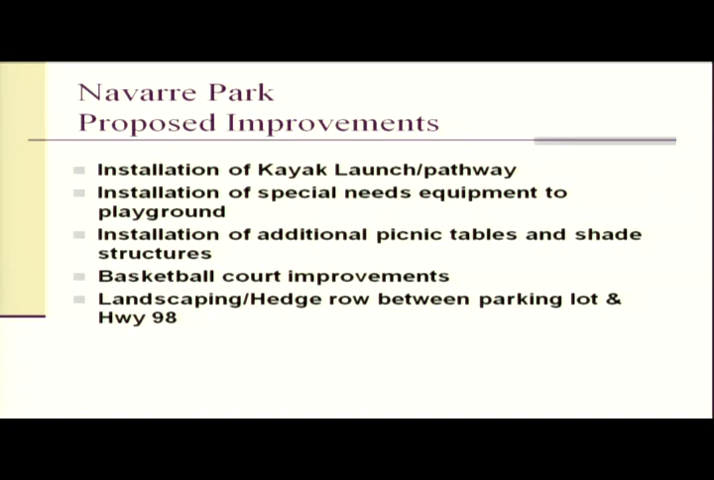 Navarre Park
Proposed Improvements
Installation of Kayak Launch/pathway
Installation of special needs equipment to
playground
Installation of additional picnic tables and shade
structures
Basketball court improvements
Landscaping/Hedge row between parking lot &
Hwy 98